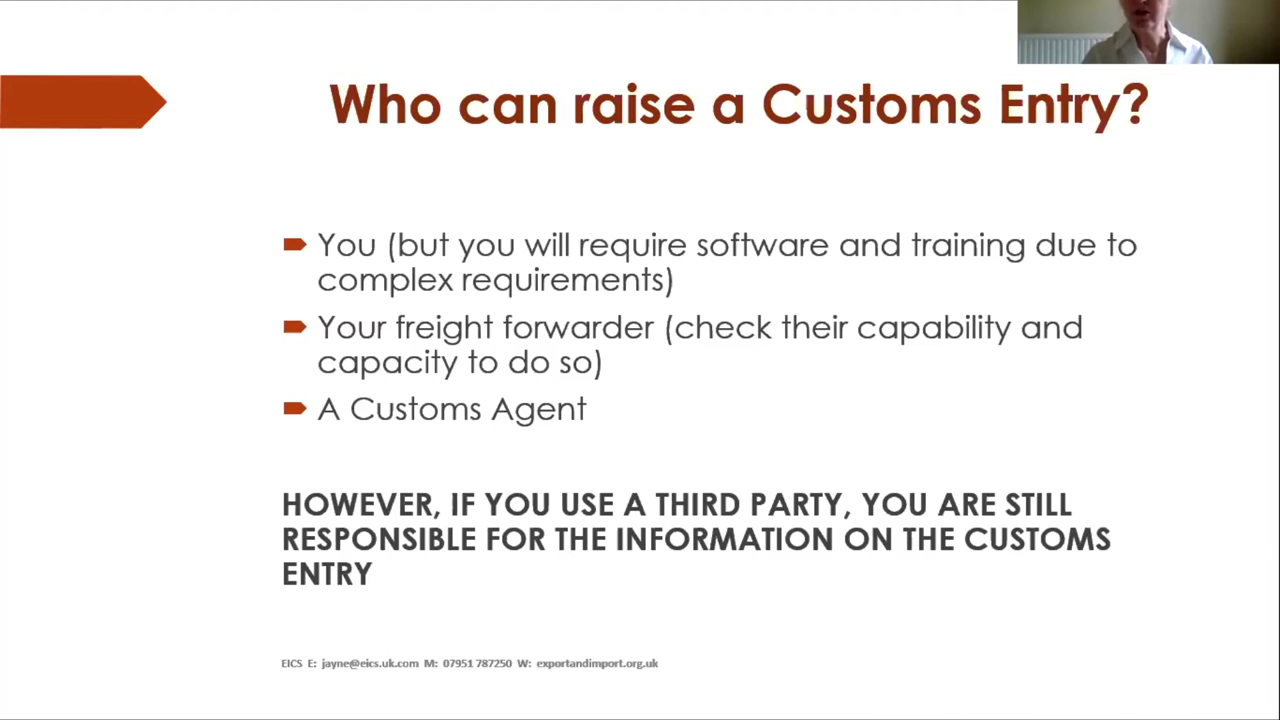 Who can raise a Customs Entry?
You (but you will require software and training due to
complex requirements)
Your freight forwarder (check their capability and
capacity to do so)
A Customs Agent
HOWEVER, IF YOU USE A THIRD PARTY, YOU ARE STILL
RESPONSIBLE FOR THE INFORMATION ON THE CUSTOMS
ENTRY
EICS E: jayne@eics.uk.com M: 07951 787250 W: exportandimport.org.uk